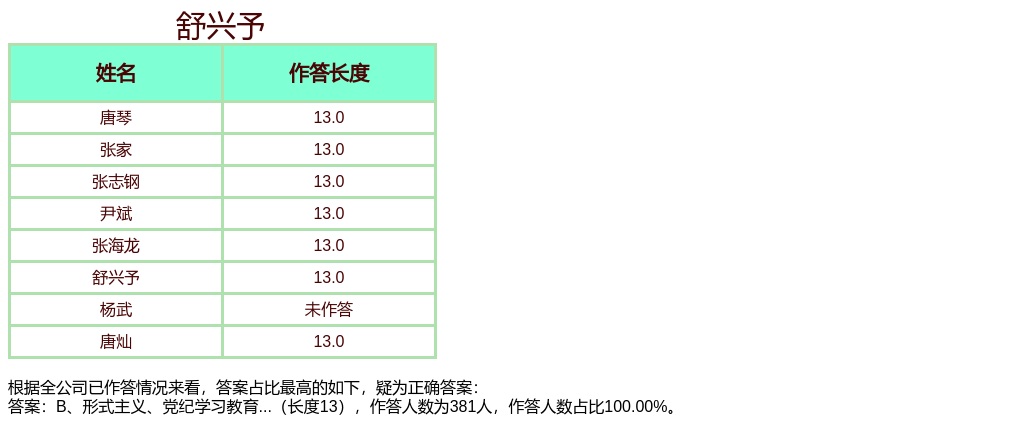 舒兴予
姓名 作答长度
唐琴 13.0
张家 13.0
张志钢 13.0
尹斌 13.0
张海龙 13.0
舒兴予 13.0
杨武 未作答
唐灿 13.0
根据全公司已作答情况来看，答案占比最高的如下，疑为正确答案：
答案：B、形式主义、党纪学习教育...（长度13），作答人数为381人，作答人数占比100.00%。